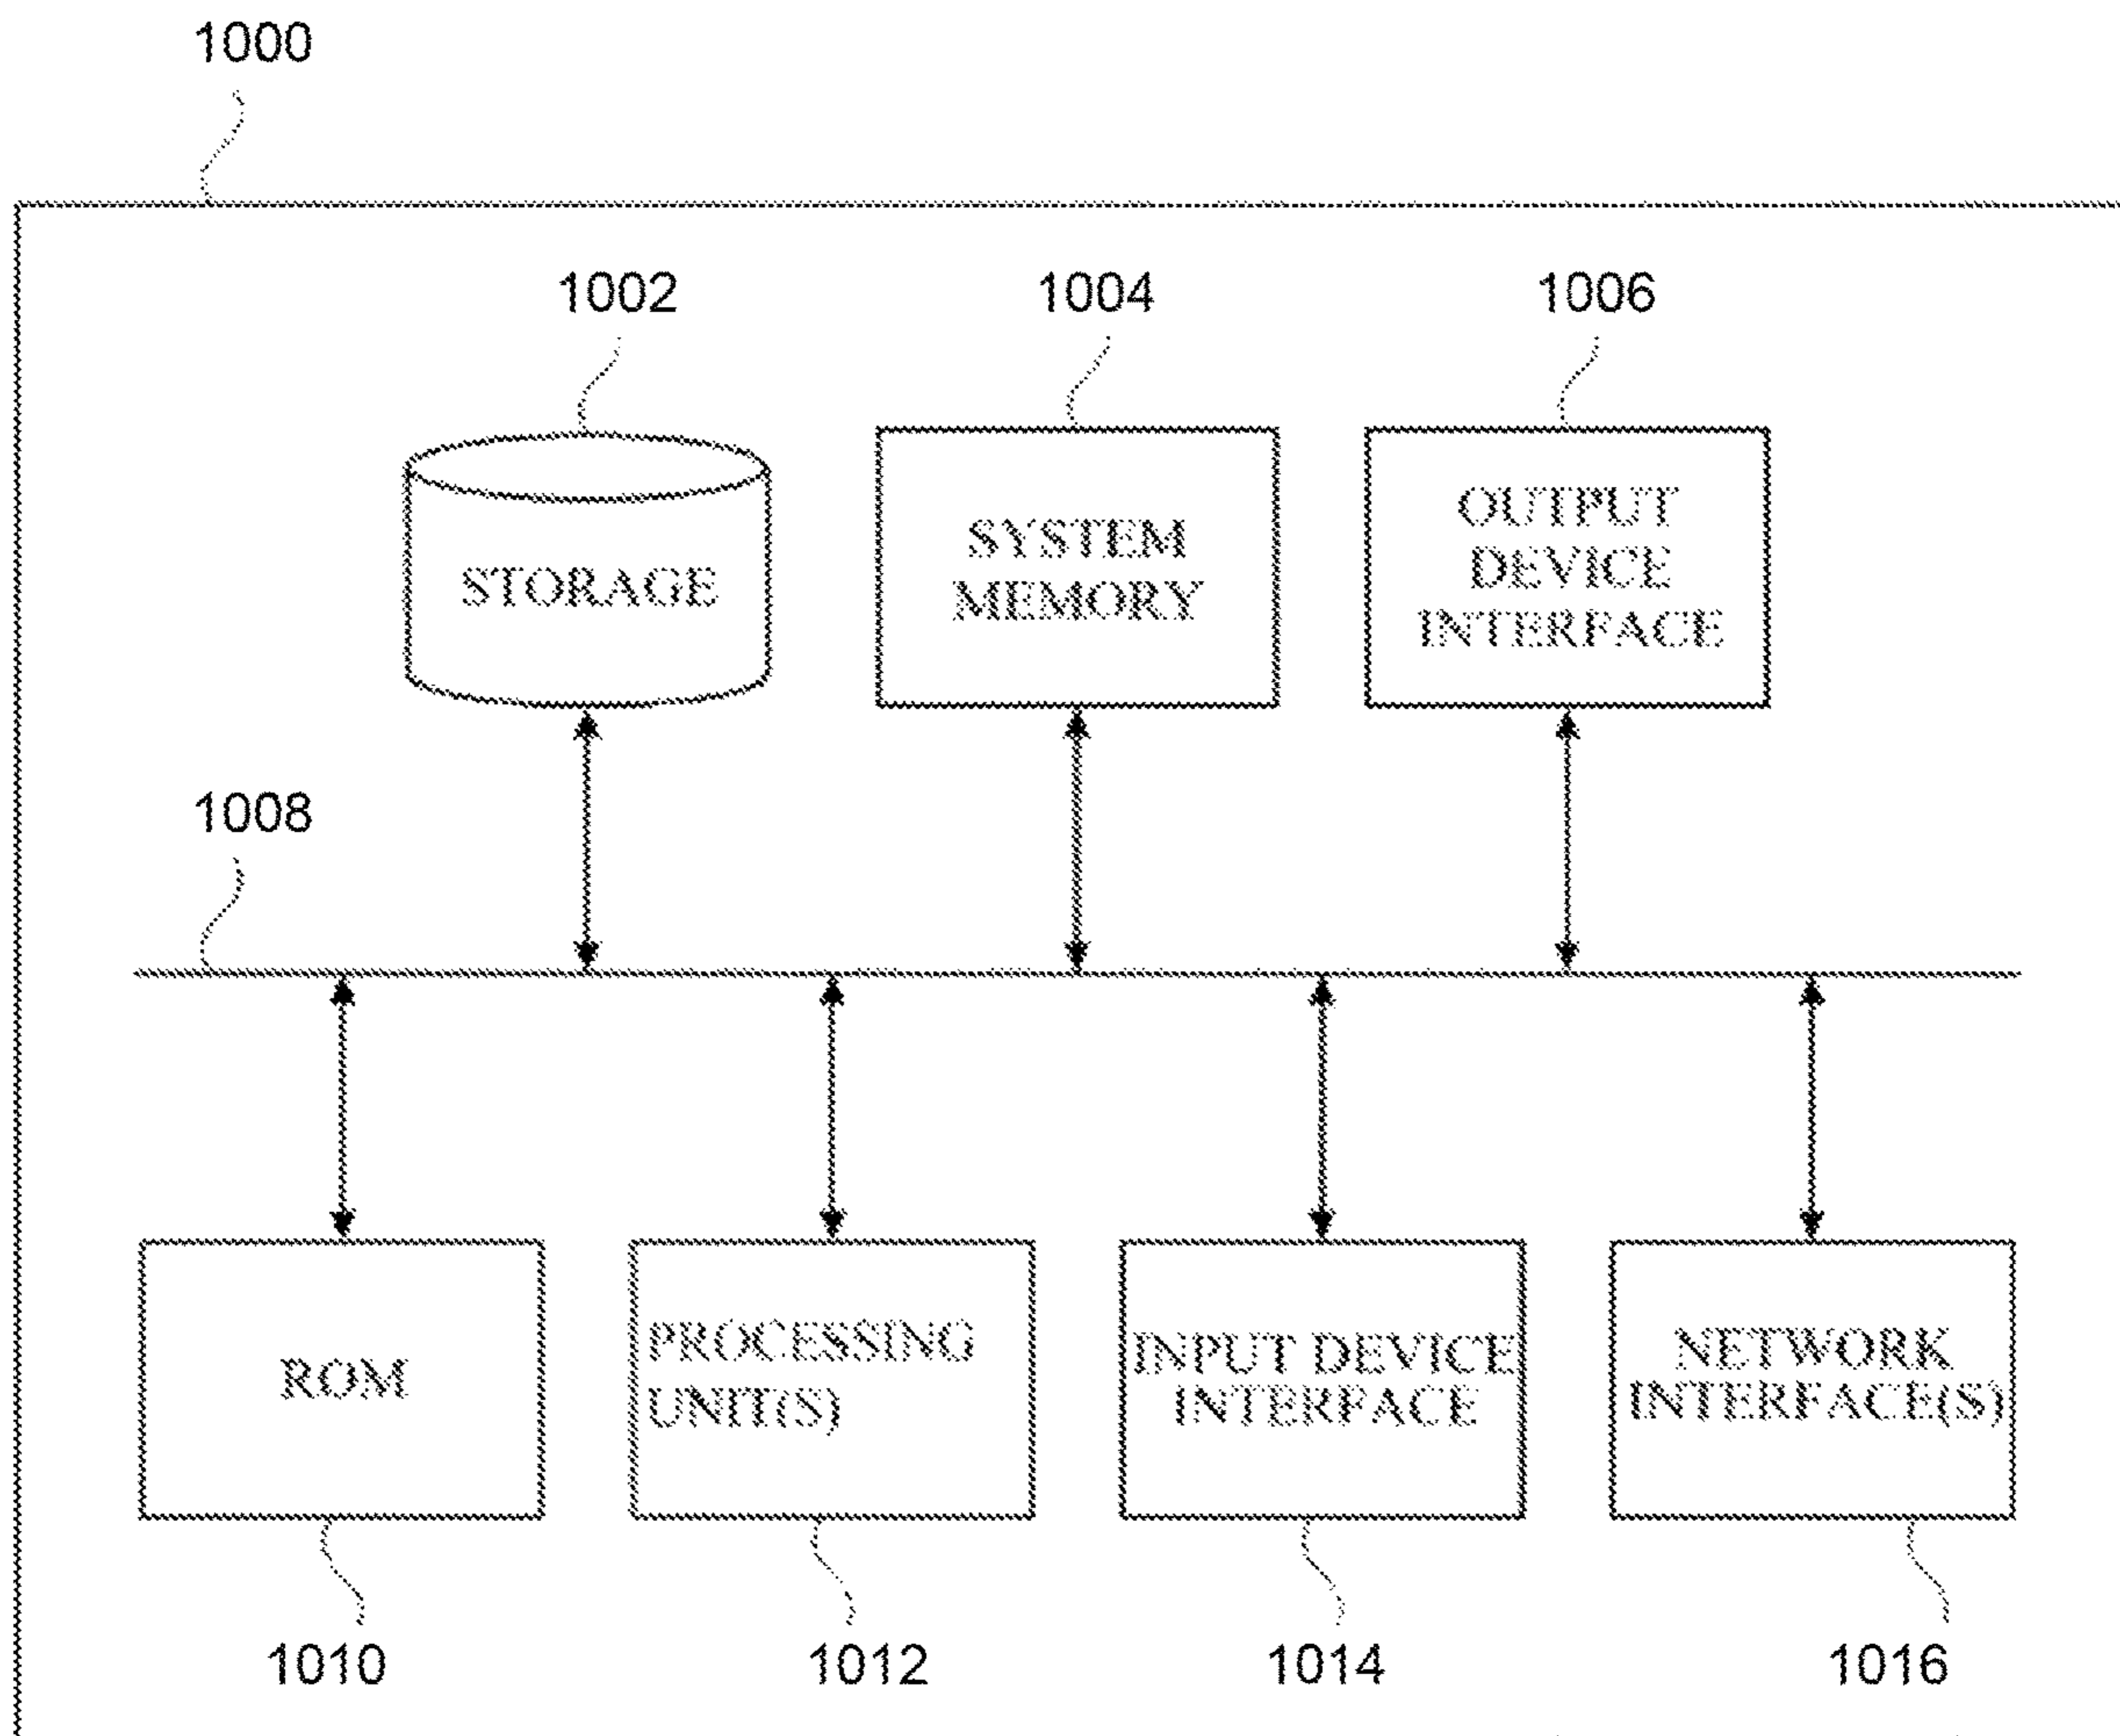 1000
1002
1004
1006
STORAGE
SYSTEM
MEMORY
OUTPUT
DEVICE
INTERFACE
1008
ROM
PROCESSING
UNIT(S)
INPUT DEVICE
INTERFACE
NETWORK
INTERFACE(S)
1010
1012
1014
1016